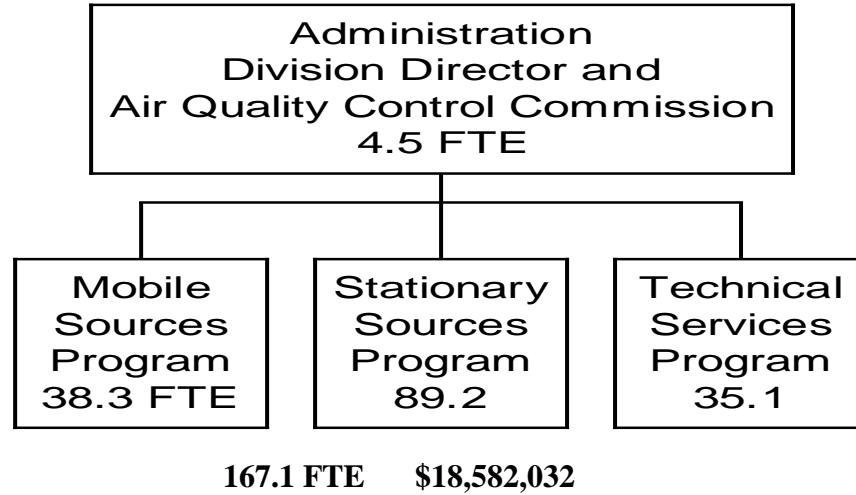 Administration
Division Director and
Air Quality Control Commission
4.5 FTE
Mobile
Sources
Program
38.3 FTE
Stationary
Sources
Program
89.2
Technical
Services
Program
35.1
167.1 FTE $18,582,032